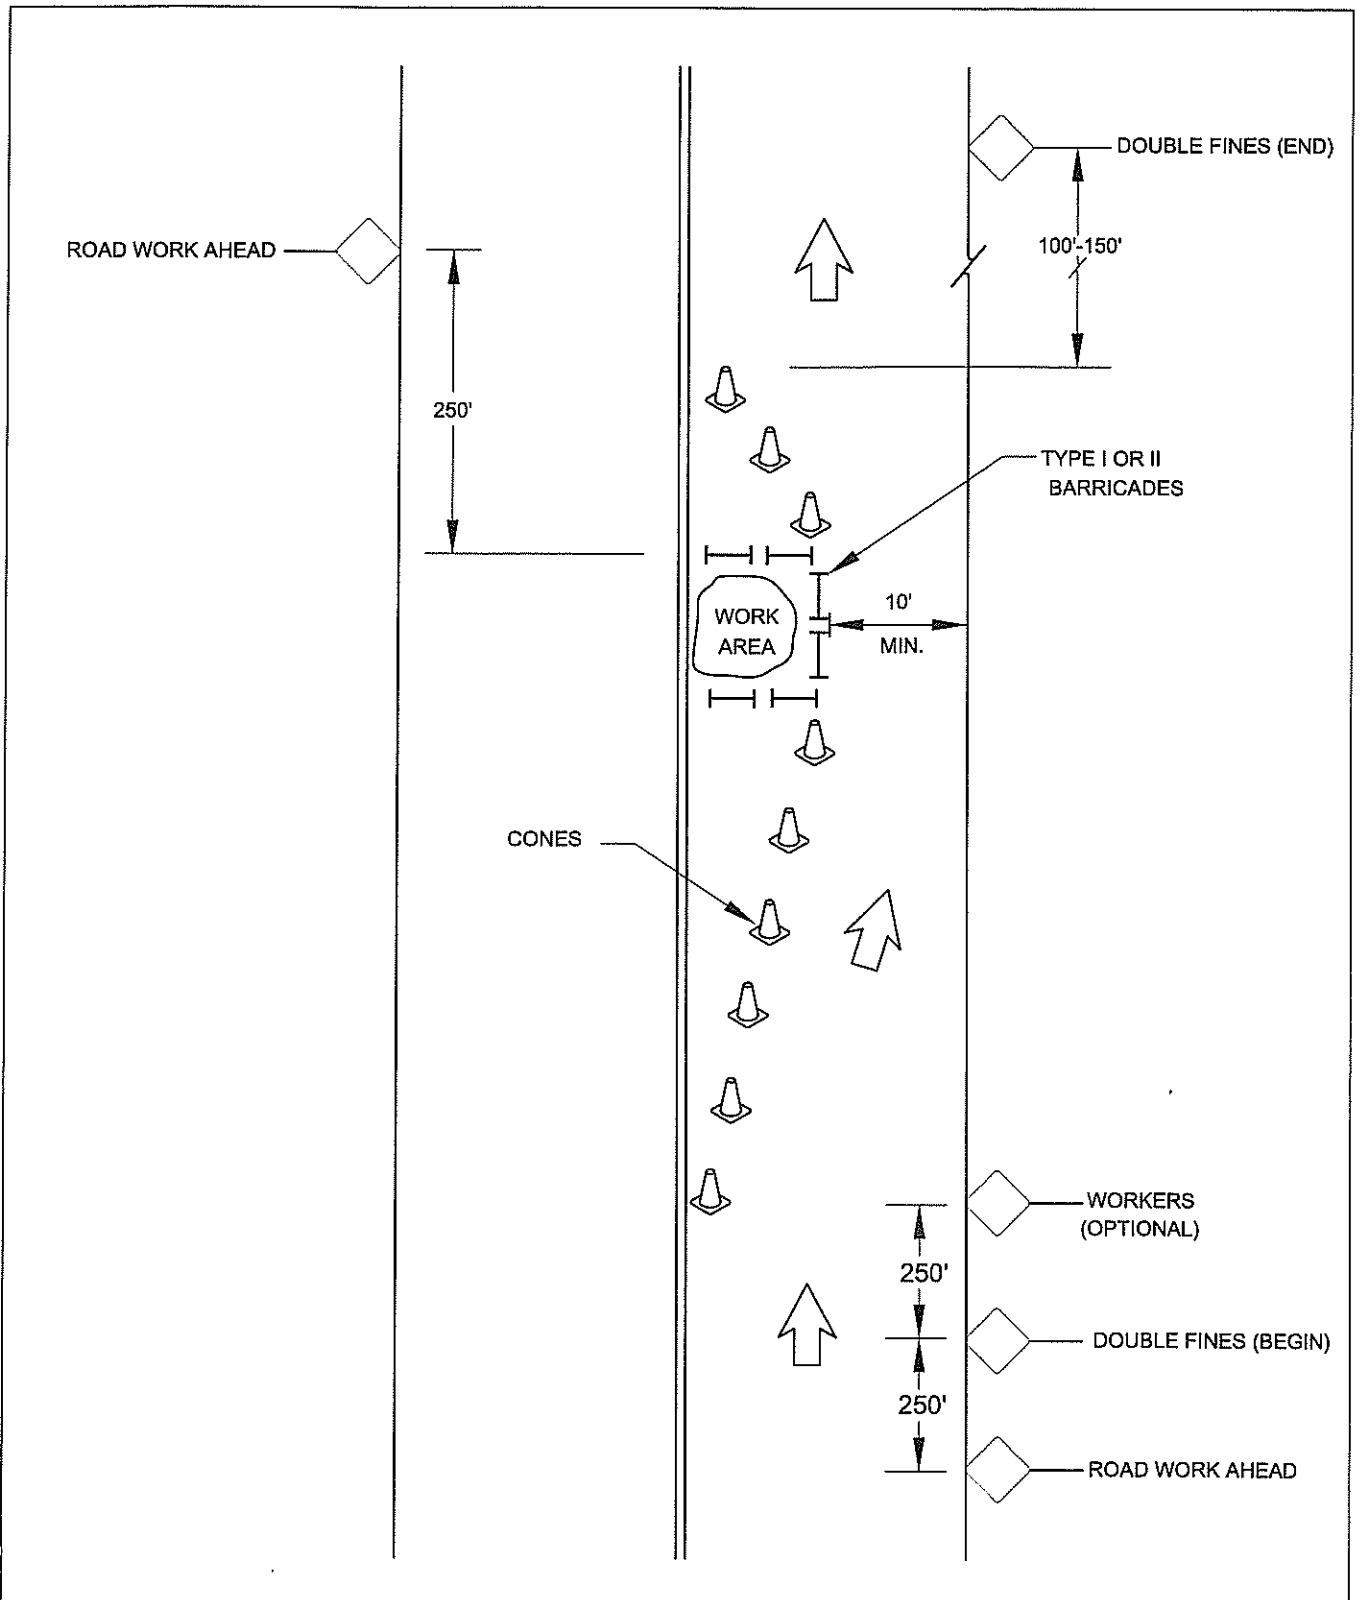 DOUBLE FINES (END)
ROAD WORK AHEAD
100'-150'
250'
TYPE I OR II
BARRICADES
10'
WORK
AREA
MIN.
CONES
WORKERS
(OPTIONAL)
250'
DOUBLE FINES (BEGIN)
250'
ROAD WORK AHEAD